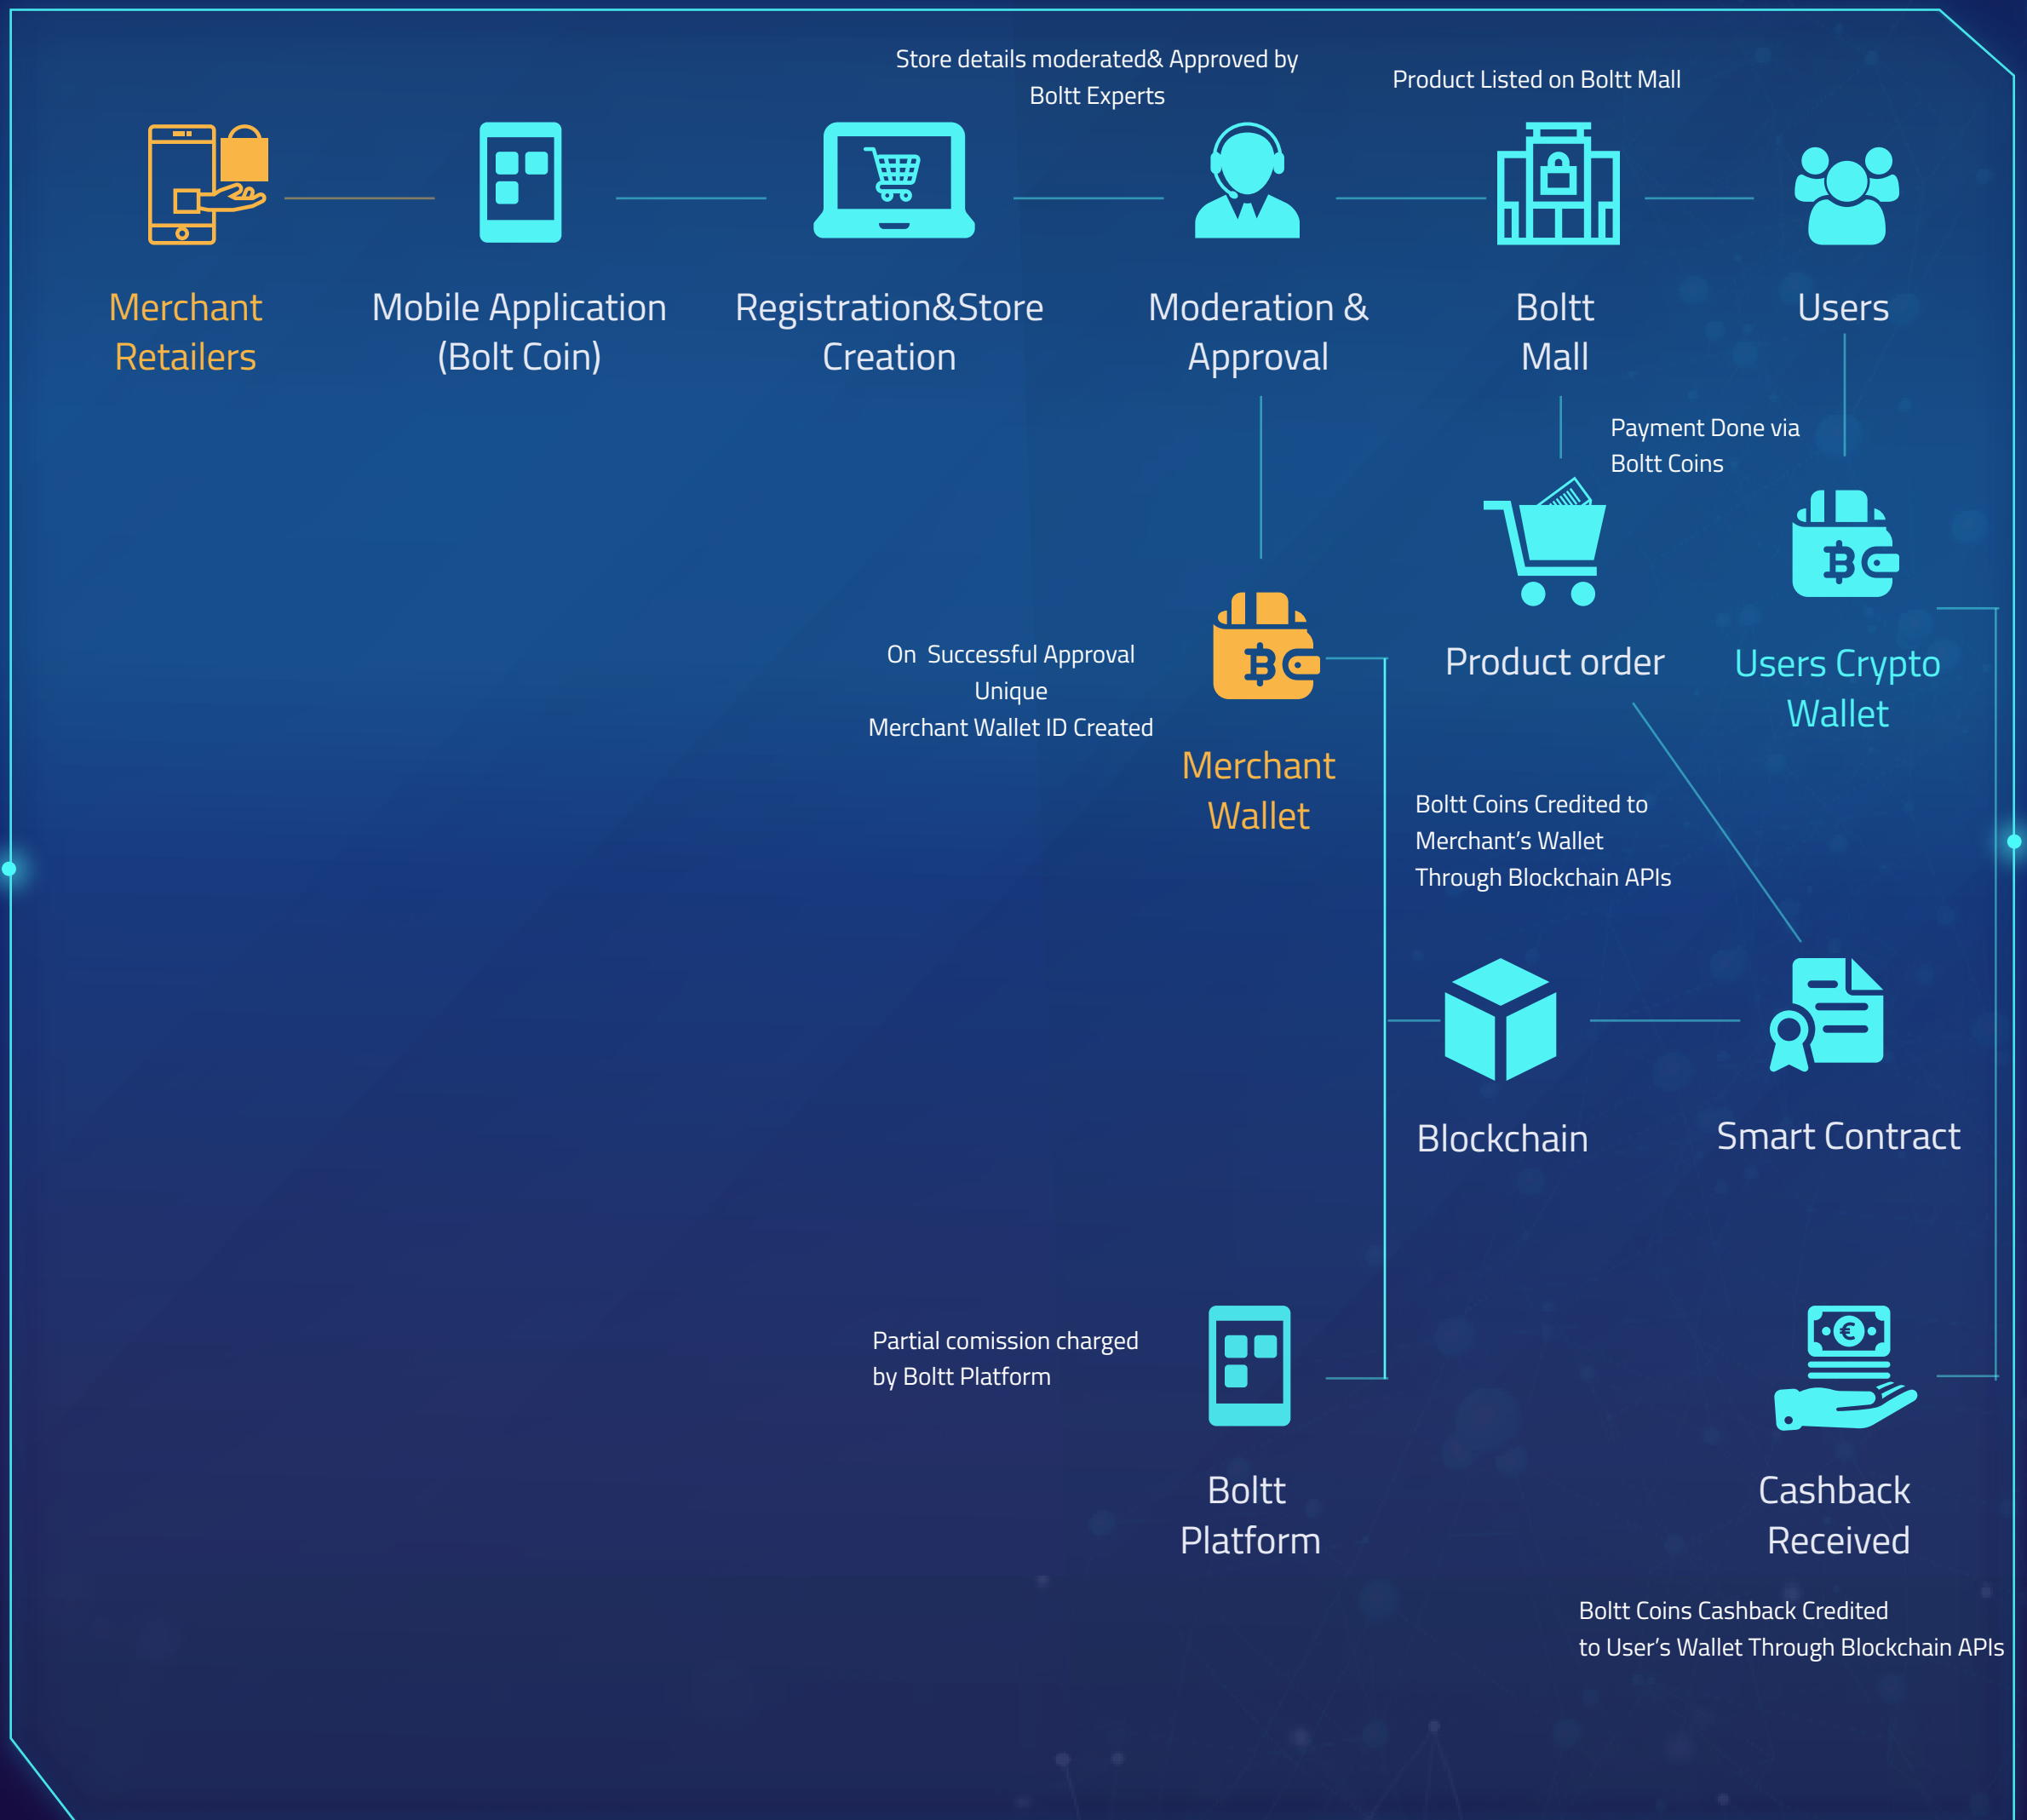 Store details moderated& Approved by
Boltt Experts
Product Listed on Boltt Mall
Merchant
Retailers
Mobile Application
(Bolt Coin)
Registration&Store
Creation
Moderation &
Approval
Boltt
Mall
Users
Payment Done via
Boltt Coins
On  Successful Approval
Unique
Merchant Wallet ID Created
Merchant
Wallet
Product order
Users Crypto
Wallet
Boltt Coins Credited to
Merchant’s Wallet
Through Blockchain APIs
Blockchain
Smart Contract
Partial comission charged
by Boltt Platform
Boltt
Platform
Cashback
Received
Boltt Coins Cashback Credited
to User’s Wallet Through Blockchain APIs